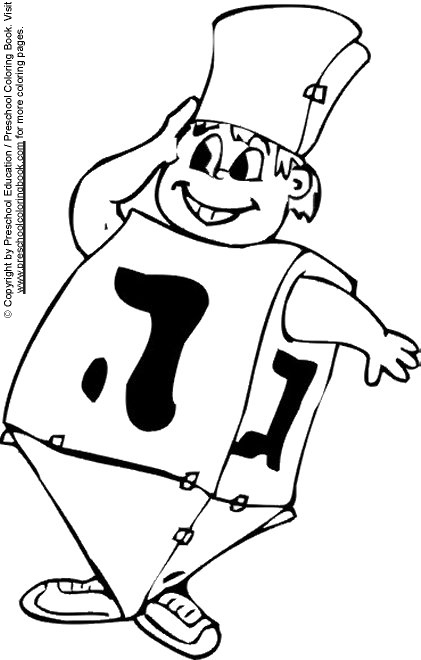 © Copyright by Preschool Education / Preschool Coloring Book. Visit
www.preschoolcoloringbook.com for more coloring pages.
ה
ג